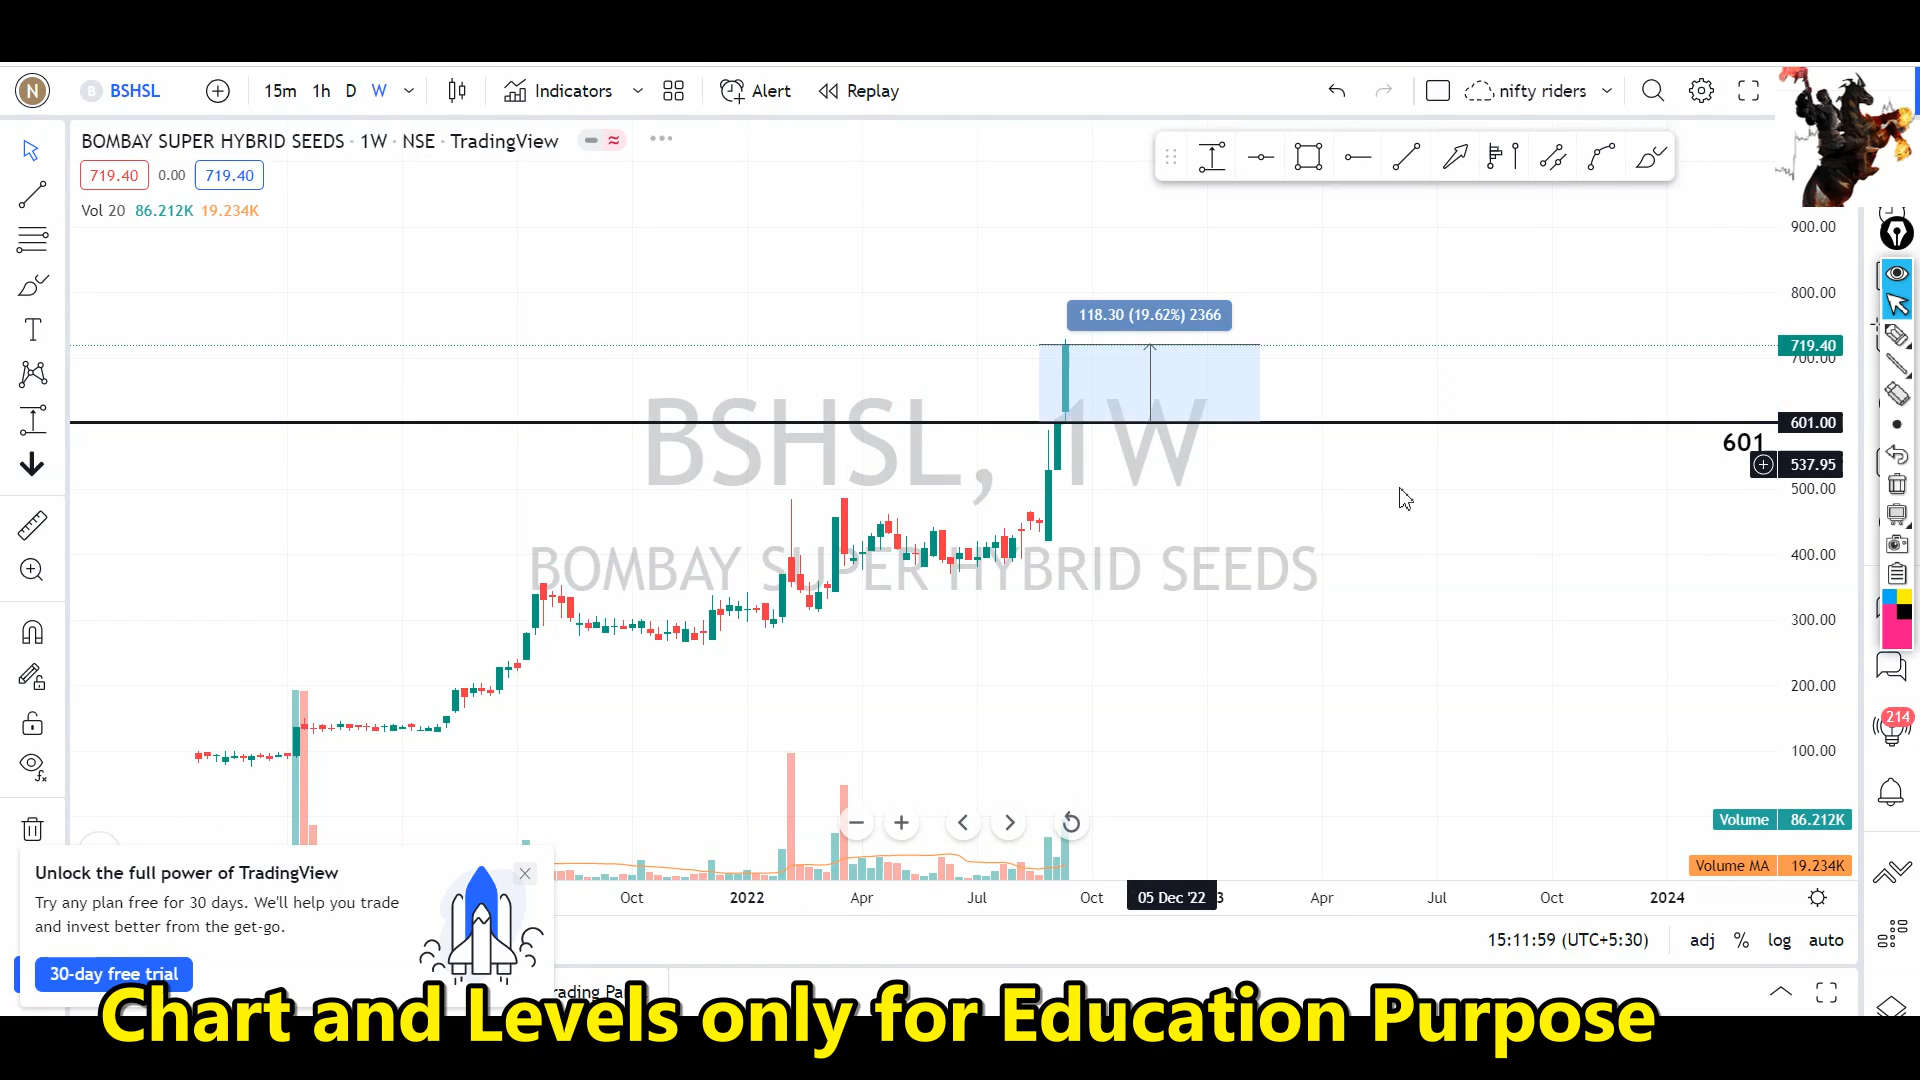 N
B BSHSL
15m 1h D W
Indicators
Alert
Replay
nifty riders
BOMBAY SUPER HYBRID SEEDS · 1W · NSE · TradingView
719.40 0.00 719.40
Vol 20 86.212K 19.234K
900.00
800.00
118.30 (19.62%) 2366
719.40
700.00
601.00
601
537.95
500.00
400.00
300.00
200.00
100.00
BSHSL, 1W
BOMBAY SUPER HYBRID SEEDS
214
Volume 86.212K
Volume MA 19.234K
Unlock the full power of TradingView
Try any plan free for 30 days. We'll help you trade
and invest better from the get-go.
30-day free trial
Oct 2022 Apr Jul Oct 05 Dec '22 3 Apr Jul Oct 2024
15:11:59 (UTC+5:30) adj % log auto
rading Pa
Chart and Levels only for Education Purpose